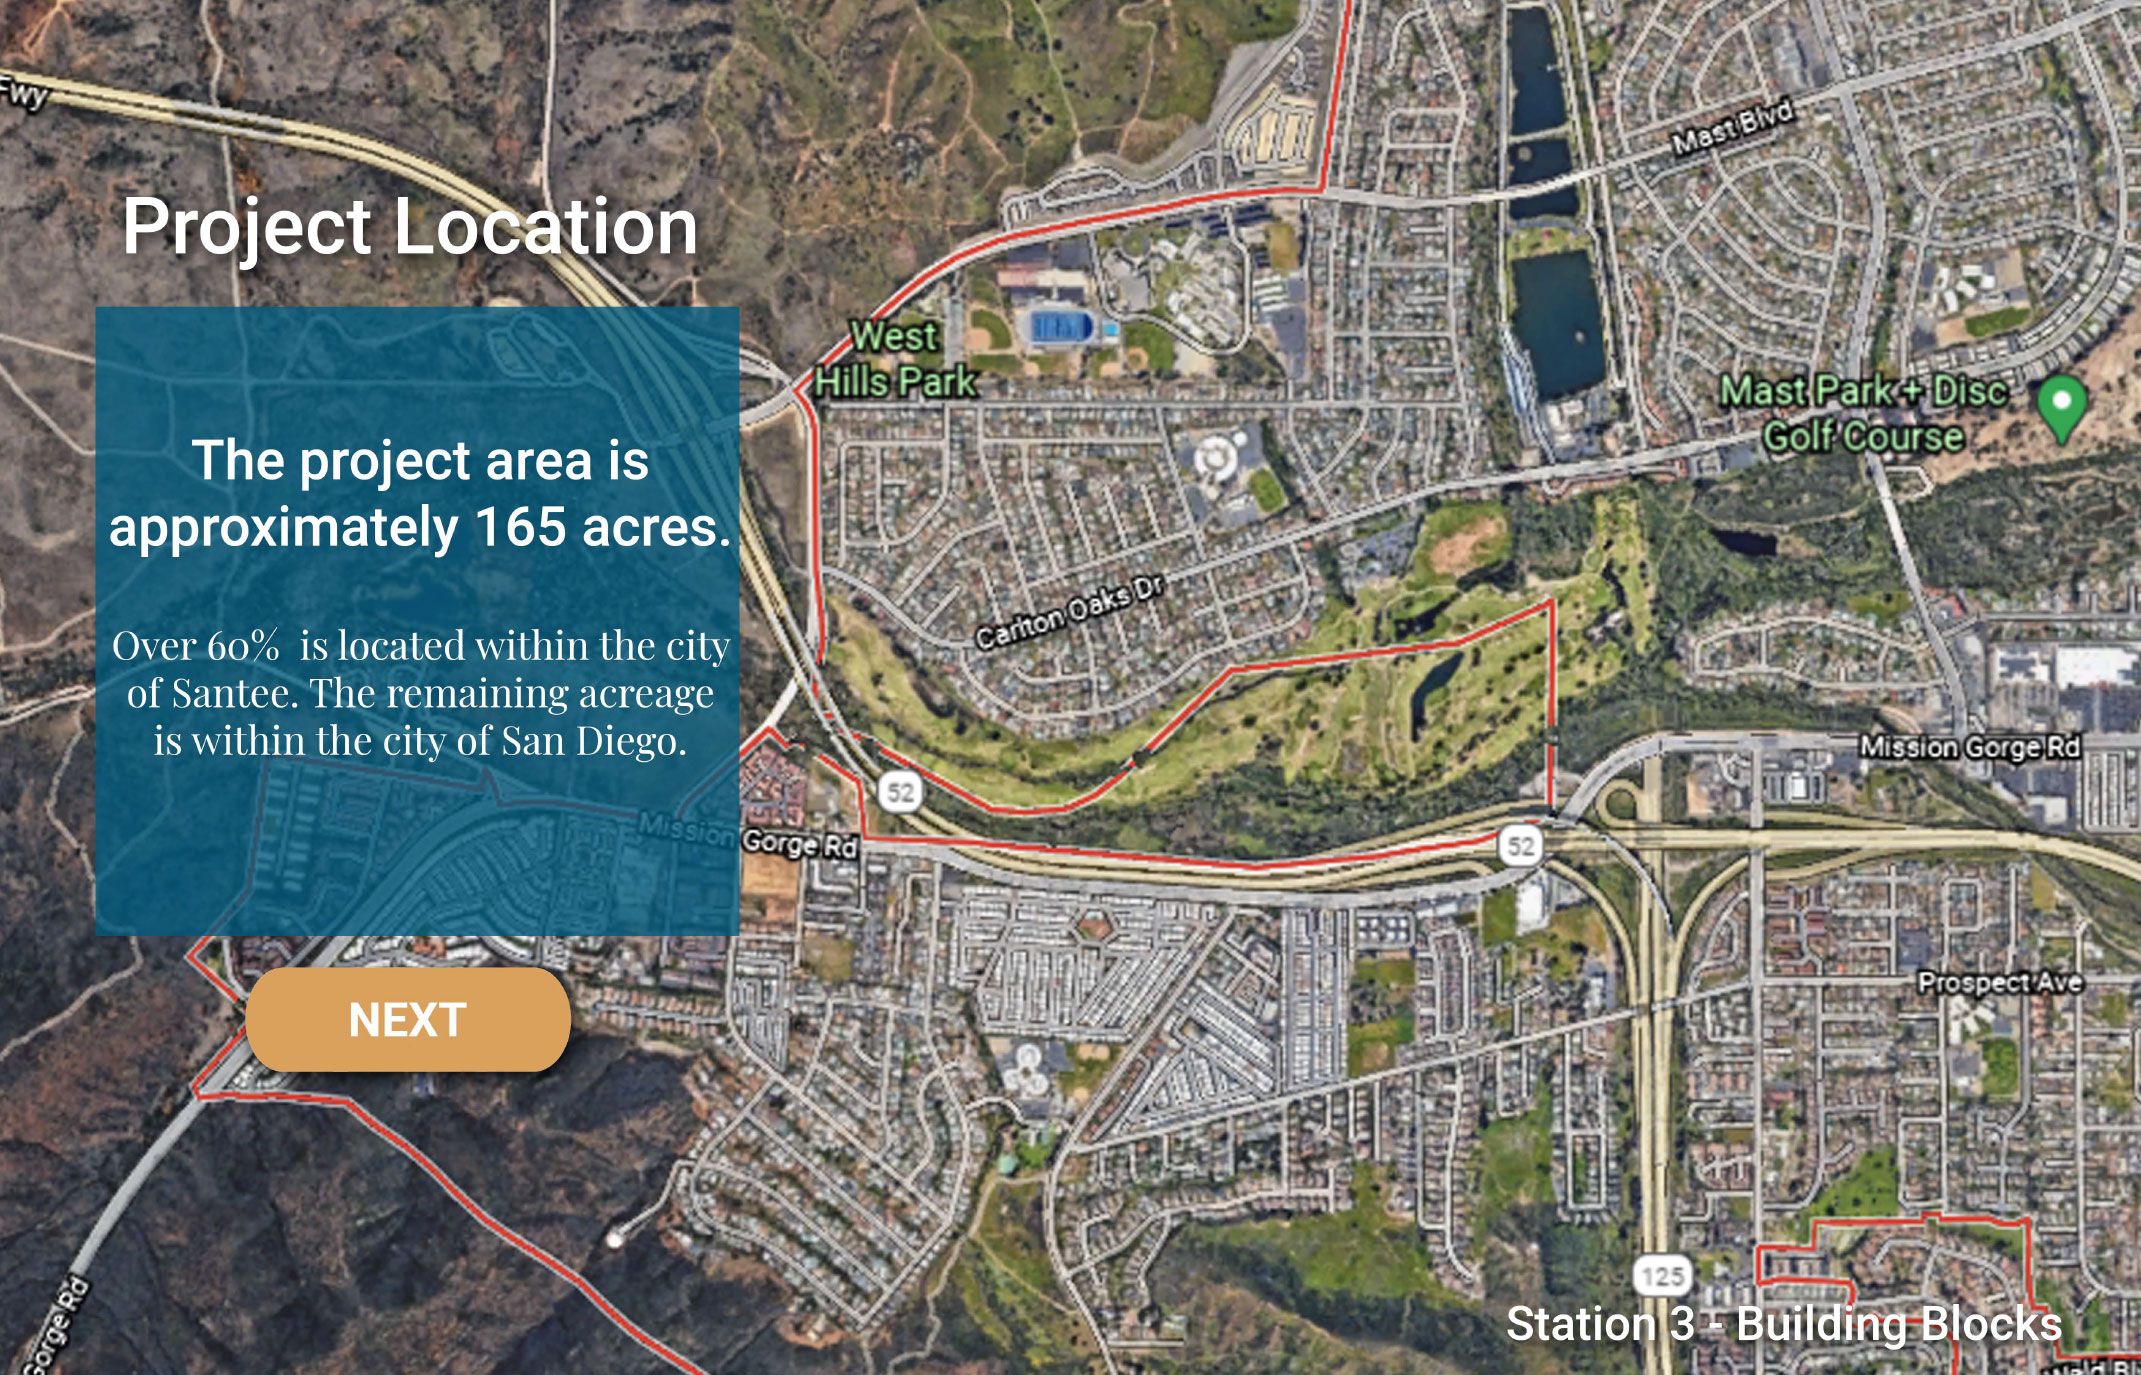 Fwy
Mast Blvd
Project Location
West
Hills Park
Mast Park + Disc
Golf Course
The project area is
approximately 165 acres.
Carlton Oaks Dr
Over 60% is located within the city
of Santee. The remaining acreage
is within the city of San Diego.
Mission Gorge Rd
52
Mission Gorge Rd
52
Prospect Ave
NEXT
125
Gorge Rd
Station 3 - Building Blocks